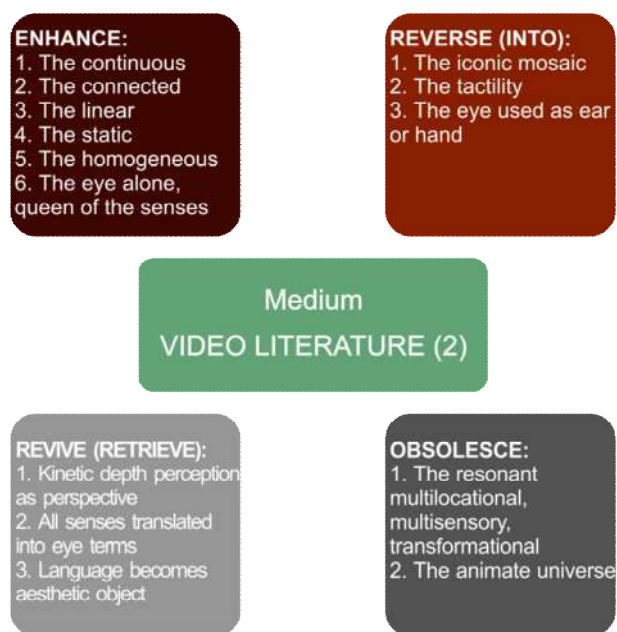 ENHANCE:
1. The continuous
2. The connected
3. The linear
4. The static
5. The homogeneous
6. The eye alone,
queen of the senses
REVERSE (INTO):
1. The iconic mosaic
2. The tactility
3. The eye used as ear
or hand
Medium
VIDEO LITERATURE (2)
REVIVE (RETRIEVE):
1. Kinetic depth perception
as perspective
2. All senses translated
into eye terms
3. Language becomes
aesthetic object
OBSOLESCE:
1. The resonant
multilocational,
multisensory,
transformational
2. The animate universe